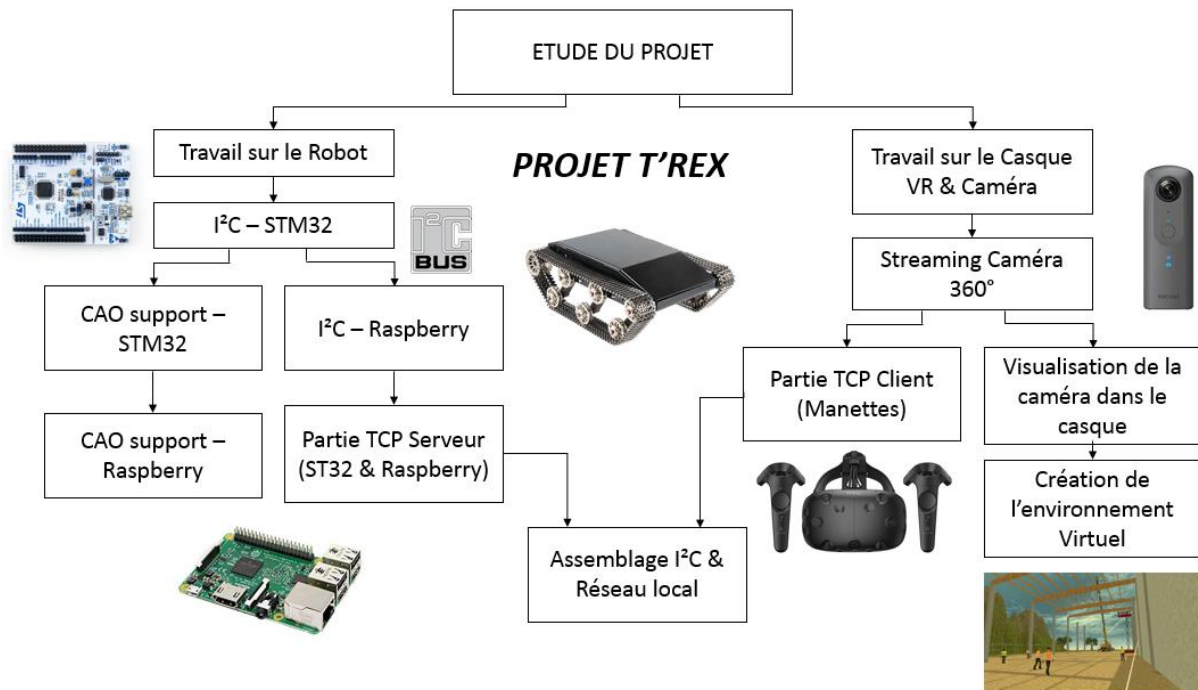 ETUDE DU PROJET
Travail sur le Robot
PROJET T'REX
Travail sur le Casque
VR & Caméra
I²C – STM32
I²C
BUS
Streaming Caméra
360°
CAO support –
STM32
I²C – Raspberry
Partie TCP Client
(Manettes)
Visualisation de la
caméra dans le
casque
CAO support –
Raspberry
Partie TCP Serveur
(ST32 & Raspberry)
Création de
l'environnement
Virtuel
Assemblage I²C &
Réseau local